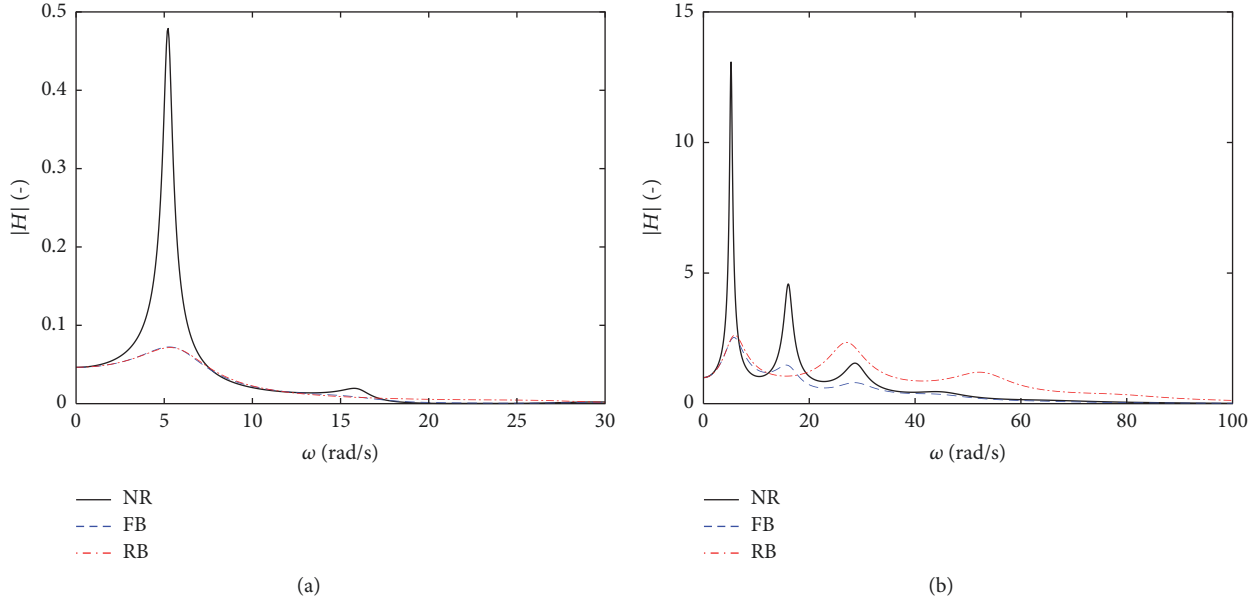 0.5
0.4
0.3
0.2
0.1
0
|H| (-)
0 5 10 15 20 25 30
ω (rad/s)
NR
FB
RB
(a)
15
10
5
0
|H| (-)
0 20 40 60 80 100
ω (rad/s)
NR
FB
RB
(b)